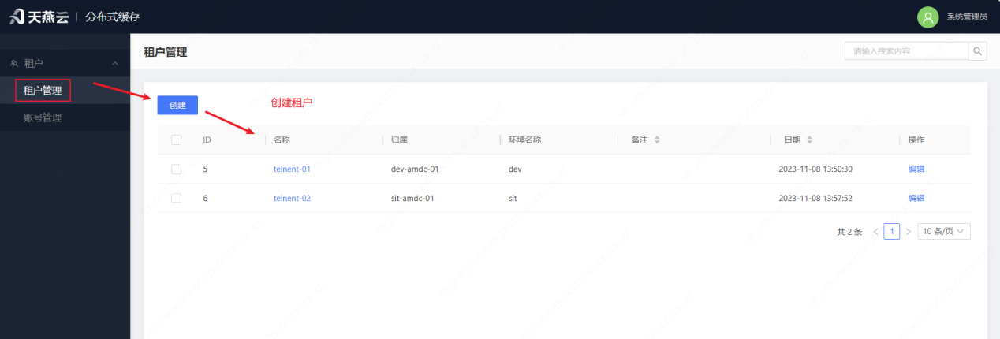 天燕云 分布式缓存 系统管理员
租户
租户管理
账号管理
租户管理 请输入搜索内容
创建 创建租户
ID 名称 归属 环境名称 备注 日期 操作
5 telnent-01 dev-amdc-01 dev 2023-11-08 13:50:30 编辑
6 telnent-02 sit-amdc-01 sit 2023-11-08 13:57:52 编辑
共 2 条 < 1 > 10 条/页